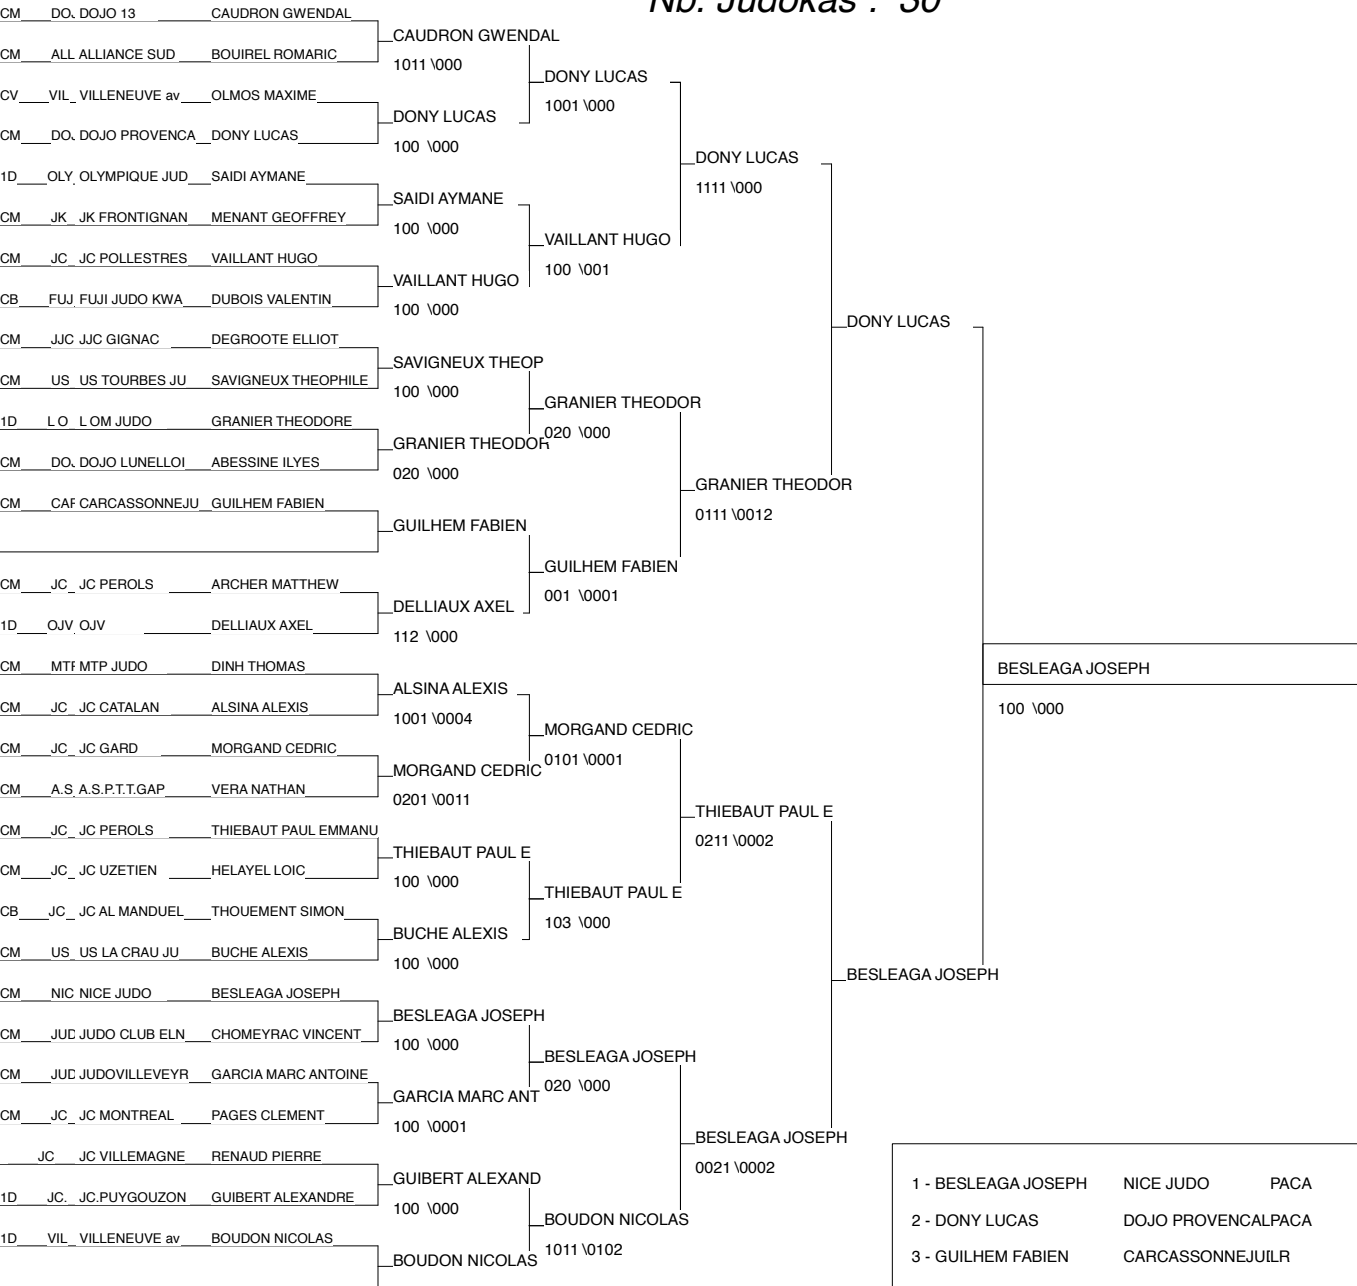 Nb. Judokas : 30
CM DO. DOJO 13 CAUDRON GWENDAL
CAUDRON GWENDAL
CM ALL ALLIANCE SUD BOUIREL ROMARIC
1011 \000
DONY LUCAS
CV VIL VILLENEUVE av OLMOS MAXIME
1001 \000
DONY LUCAS
CM DO. DOJO PROVENCA DONY LUCAS
100 \000
DONY LUCAS
1D OLY OLYMPIQUE JUD SAIDI AYMANE
1111 \000
SAIDI AYMANE
CM JK JK FRONTIGNAN MENANT GEOFFREY
100 \000
VAILLANT HUGO
CM JC JC POLLESTRES VAILLANT HUGO
100 \001
VAILLANT HUGO
CB FUJ FUJI JUDO KWA DUBOIS VALENTIN
100 \000
DONY LUCAS
CM JJC JJC GIGNAC DEGROOTE ELLIOT
SAVIGNEUX THEOP
CM US US TOURBES JU SAVIGNEUX THEOPHILE
100 \000
GRANIER THEODOR
1D L O L OM JUDO GRANIER THEODORE
020 \000
GRANIER THEODOR
CM DO. DOJO LUNELLOI ABESSINE ILYES
020 \000
GRANIER THEODOR
CM CAF CARCASSONNEJU GUILHEM FABIEN
0111 \0012
GUILHEM FABIEN
GUILHEM FABIEN
CM JC JC PEROLS ARCHER MATTHEW
001 \0001
DELLIAUX AXEL
1D OJV OJV DELLIAUX AXEL
112 \000
CM MTF MTP JUDO DINH THOMAS
BESLEAGA JOSEPH
ALSINA ALEXIS
CM JC JC CATALAN ALSINA ALEXIS
100 \000
1001 \0004
MORGAND CEDRIC
CM JC JC GARD MORGAND CEDRIC
0101 \0001
MORGAND CEDRIC
CM A.S A.S.P.T.T.GAP VERA NATHAN
0201 \0011
THIEBAUT PAUL E
CM JC JC PEROLS THIEBAUT PAUL EMMANU
0211 \0002
THIEBAUT PAUL E
CM JC JC UZETIEN HELAYEL LOIC
100 \000
THIEBAUT PAUL E
CB JC JC AL MANDUEL THOUEMENT SIMON
103 \000
BUCHE ALEXIS
CM US US LA CRAU JU BUCHE ALEXIS
100 \000
BESLEAGA JOSEPH
CM NIC NICE JUDO BESLEAGA JOSEPH
BESLEAGA JOSEPH
CM JUD JUDO CLUB ELN CHOMEYRAC VINCENT
100 \000
BESLEAGA JOSEPH
CM JUD JUDOVILLEVEYR GARCIA MARC ANTOINE
020 \000
GARCIA MARC ANT
CM JC JC MONTREAL PAGES CLEMENT
100 \0001
BESLEAGA JOSEPH
JC JC VILLEMAGNE RENAUD PIERRE
0021 \0002
GUIBERT ALEXAND
1 - BESLEAGA JOSEPH NICE JUDO PACA
1D JC. JC.PUYGOUZON GUIBERT ALEXANDRE
100 \000
BOUDON NICOLAS
2 - DONY LUCAS DOJO PROVENCALPACA
1D VIL VILLENEUVE av BOUDON NICOLAS
1011 \0102
3 - GUILHEM FABIEN CARCASSONNEJUILR
BOUDON NICOLAS